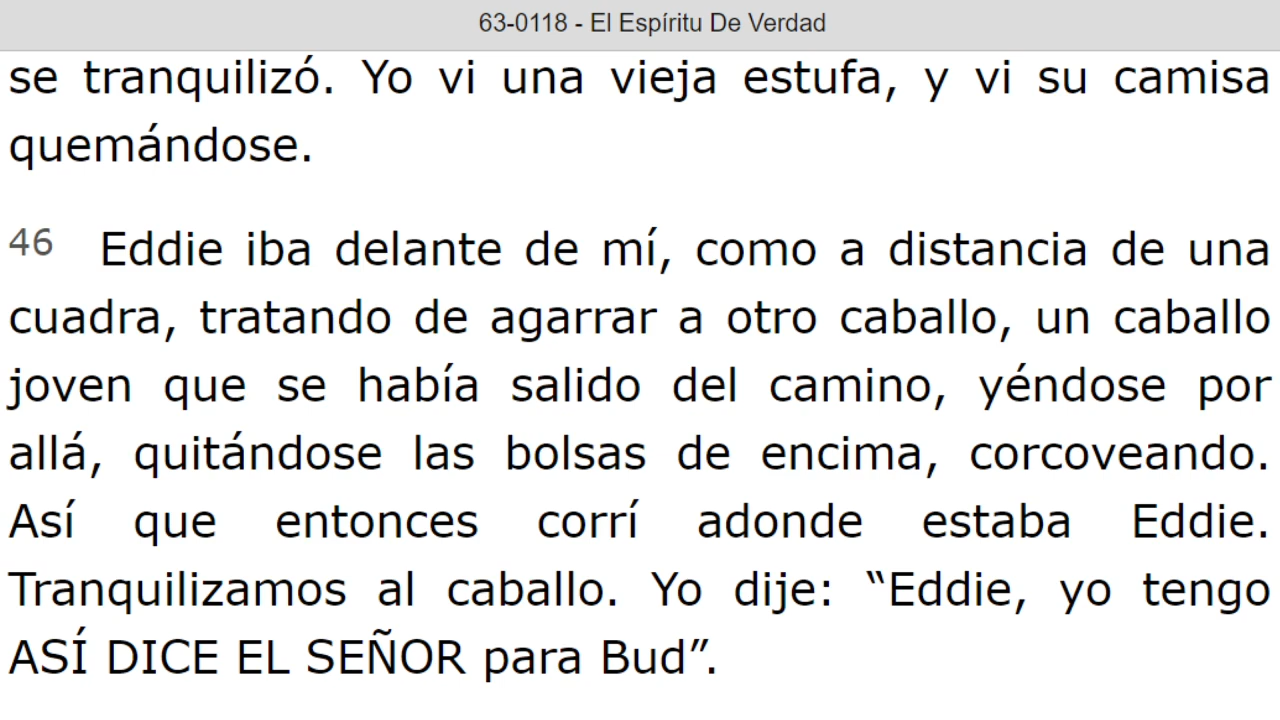 63-0118 - El Espíritu De Verdad
se tranquilizó. Yo vi una vieja estufa, y vi su camisa
quemándose.
46 Eddie iba delante de mí, como a distancia de una
cuadra, tratando de agarrar a otro caballo, un caballo
joven que se había salido del camino, yéndose por
allá, quitándose las bolsas de encima, corcoveando.
Así que entonces corrí adonde estaba Eddie.
Tranquilizamos al caballo. Yo dije: “Eddie, yo tengo
ASÍ DICE EL SEÑOR para Bud”.